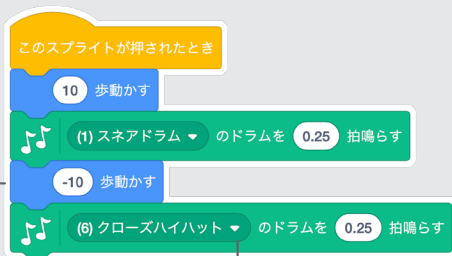 このスプライトが押されたとき
10 歩動かす
(1) スネアドラム のドラムを 0.25 拍鳴らす
-10 歩動かす
(6) クローズハイハット のドラムを 0.25 拍鳴らす